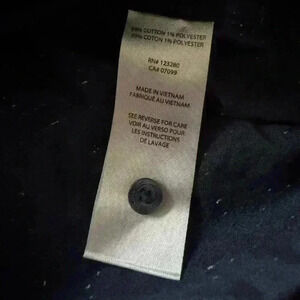 99% COTTON 1% POLYESTER
99% COTON 1% POLYESTER
RN# 123280
CA# 07099
MADE IN VIETNAM
FABRIQUÉ AU VIETNAM
SEE REVERSE FOR CARE
VOIR AU VERSO POUR
LES INSTRUCTIONS
DE LAVAGE